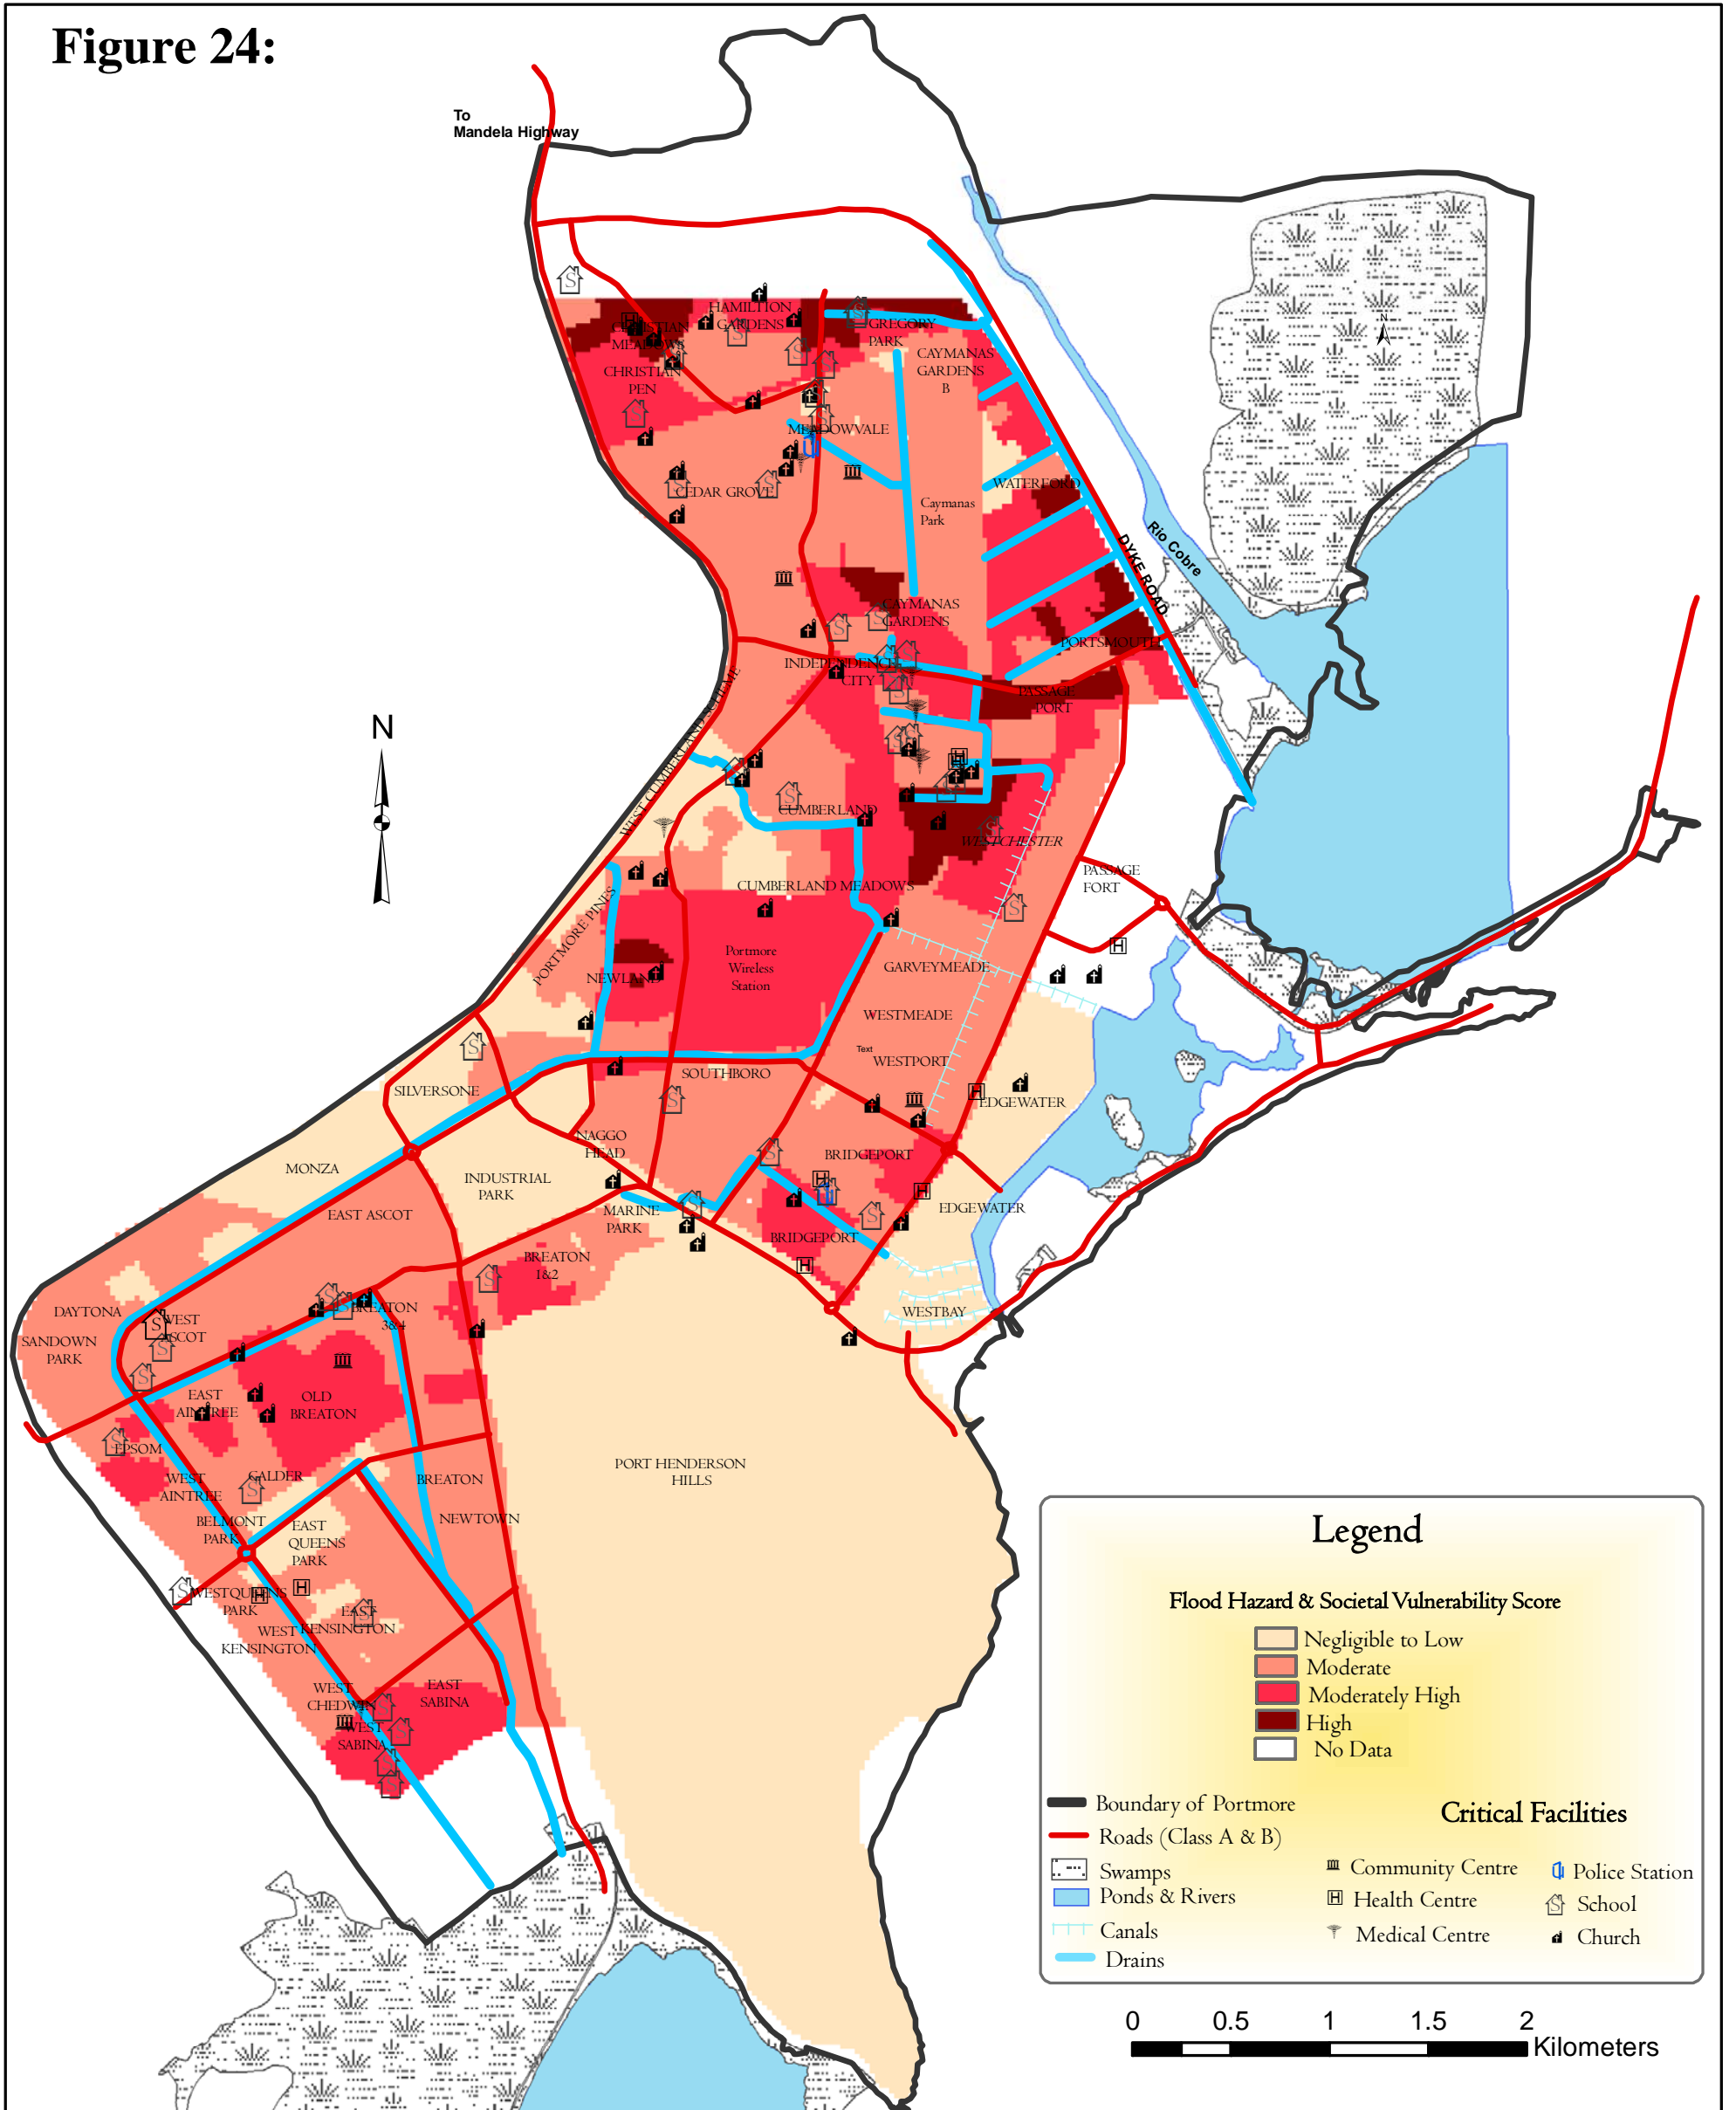 Figure 24:
To
Mandela Highway
HAMILTION
GARDENS
CHRISTIAN
MEADOWS
GREGORY
PARK
CHRISTIAN
PEN
CAYMANAS
GARDENS
B
MEADOWVALE
CEDAR GROVE
WATERFORD
Caymanas
Park
Rio Cobre
DYKE ROAD
CAYMANAS
GARDENS
PORTSMOUTH
INDEPENDENCE
CITY
PASSAGE
PORT
N
N
WEST CUMBERLAND SCHEME
CUMBERLAND
WESTCHESTER
PASSAGE
FORT
CUMBERLAND MEADOWS
PORTMORE PINES
Portmore
Wireless
Station
NEWLAND
GARVEYMEADE
WESTMEADE
Text
WESTPORT
SOUTHBORO
SILVERSONE
EDGEWATER
NAGGO
HEAD
BRIDGEPORT
MONZA
INDUSTRIAL
PARK
EDGEWATER
MARINE
PARK
EAST ASCOT
BRIDGEPORT
BREATON
1&2
WESTBAY
DAYTONA
WEST
ASCOT
BREATON
3&4
SANDOWN
PARK
EAST
AINTREE
OLD
BREATON
EPSOM
PORT HENDERSON
HILLS
WEST
AINTREE
CALDER
BREATON
BELMONT
PARK
EAST
QUEENS
PARK
NEWTOWN
WESTQUEENS
PARK
EAST
KENSINGTON
WEST
KENSINGTON
WEST
CHEDWIN
EAST
SABINA
WEST
SABINA
Legend
Flood Hazard & Societal Vulnerability Score
Negligible to Low
Moderate
Moderately High
High
No Data
Boundary of Portmore
Roads (Class A & B)
Swamps
Ponds & Rivers
Canals
Drains
Critical Facilities
Community Centre
Police Station
Health Centre
School
Medical Centre
Church
0 0.5 1 1.5 2
Kilometers